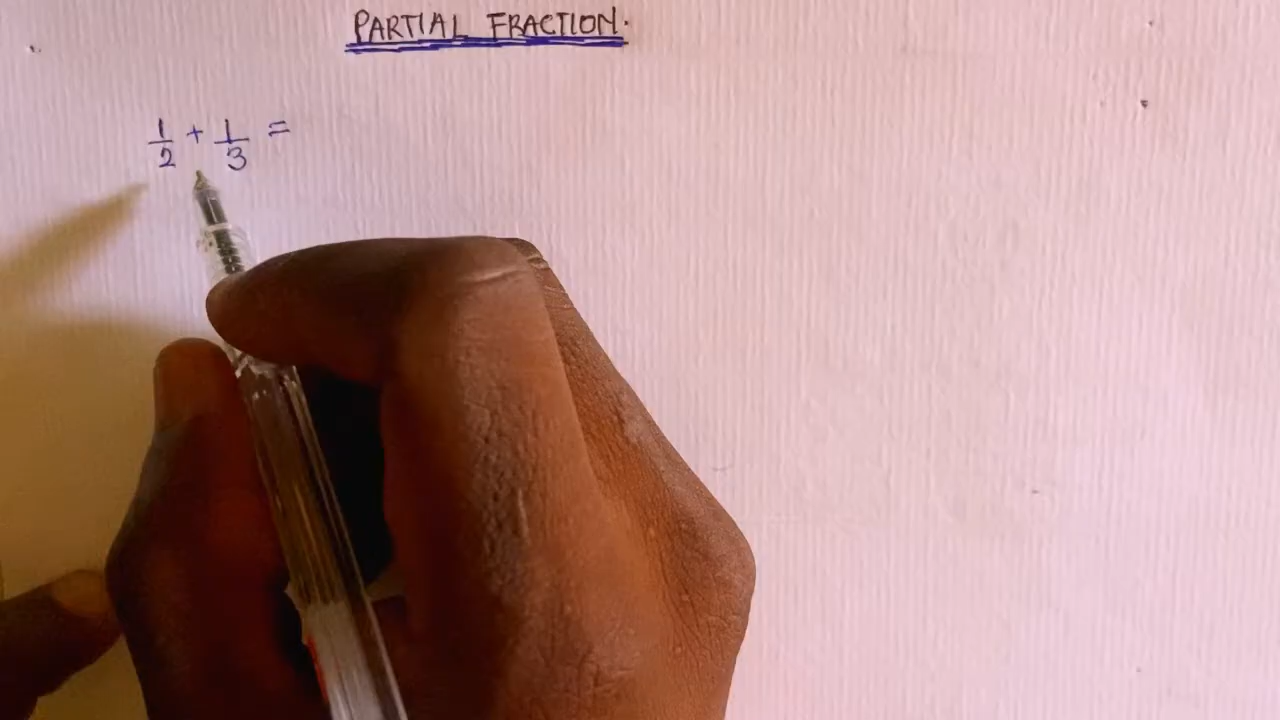 PARTIAL FRACTION.
1/2 + 1/3 =